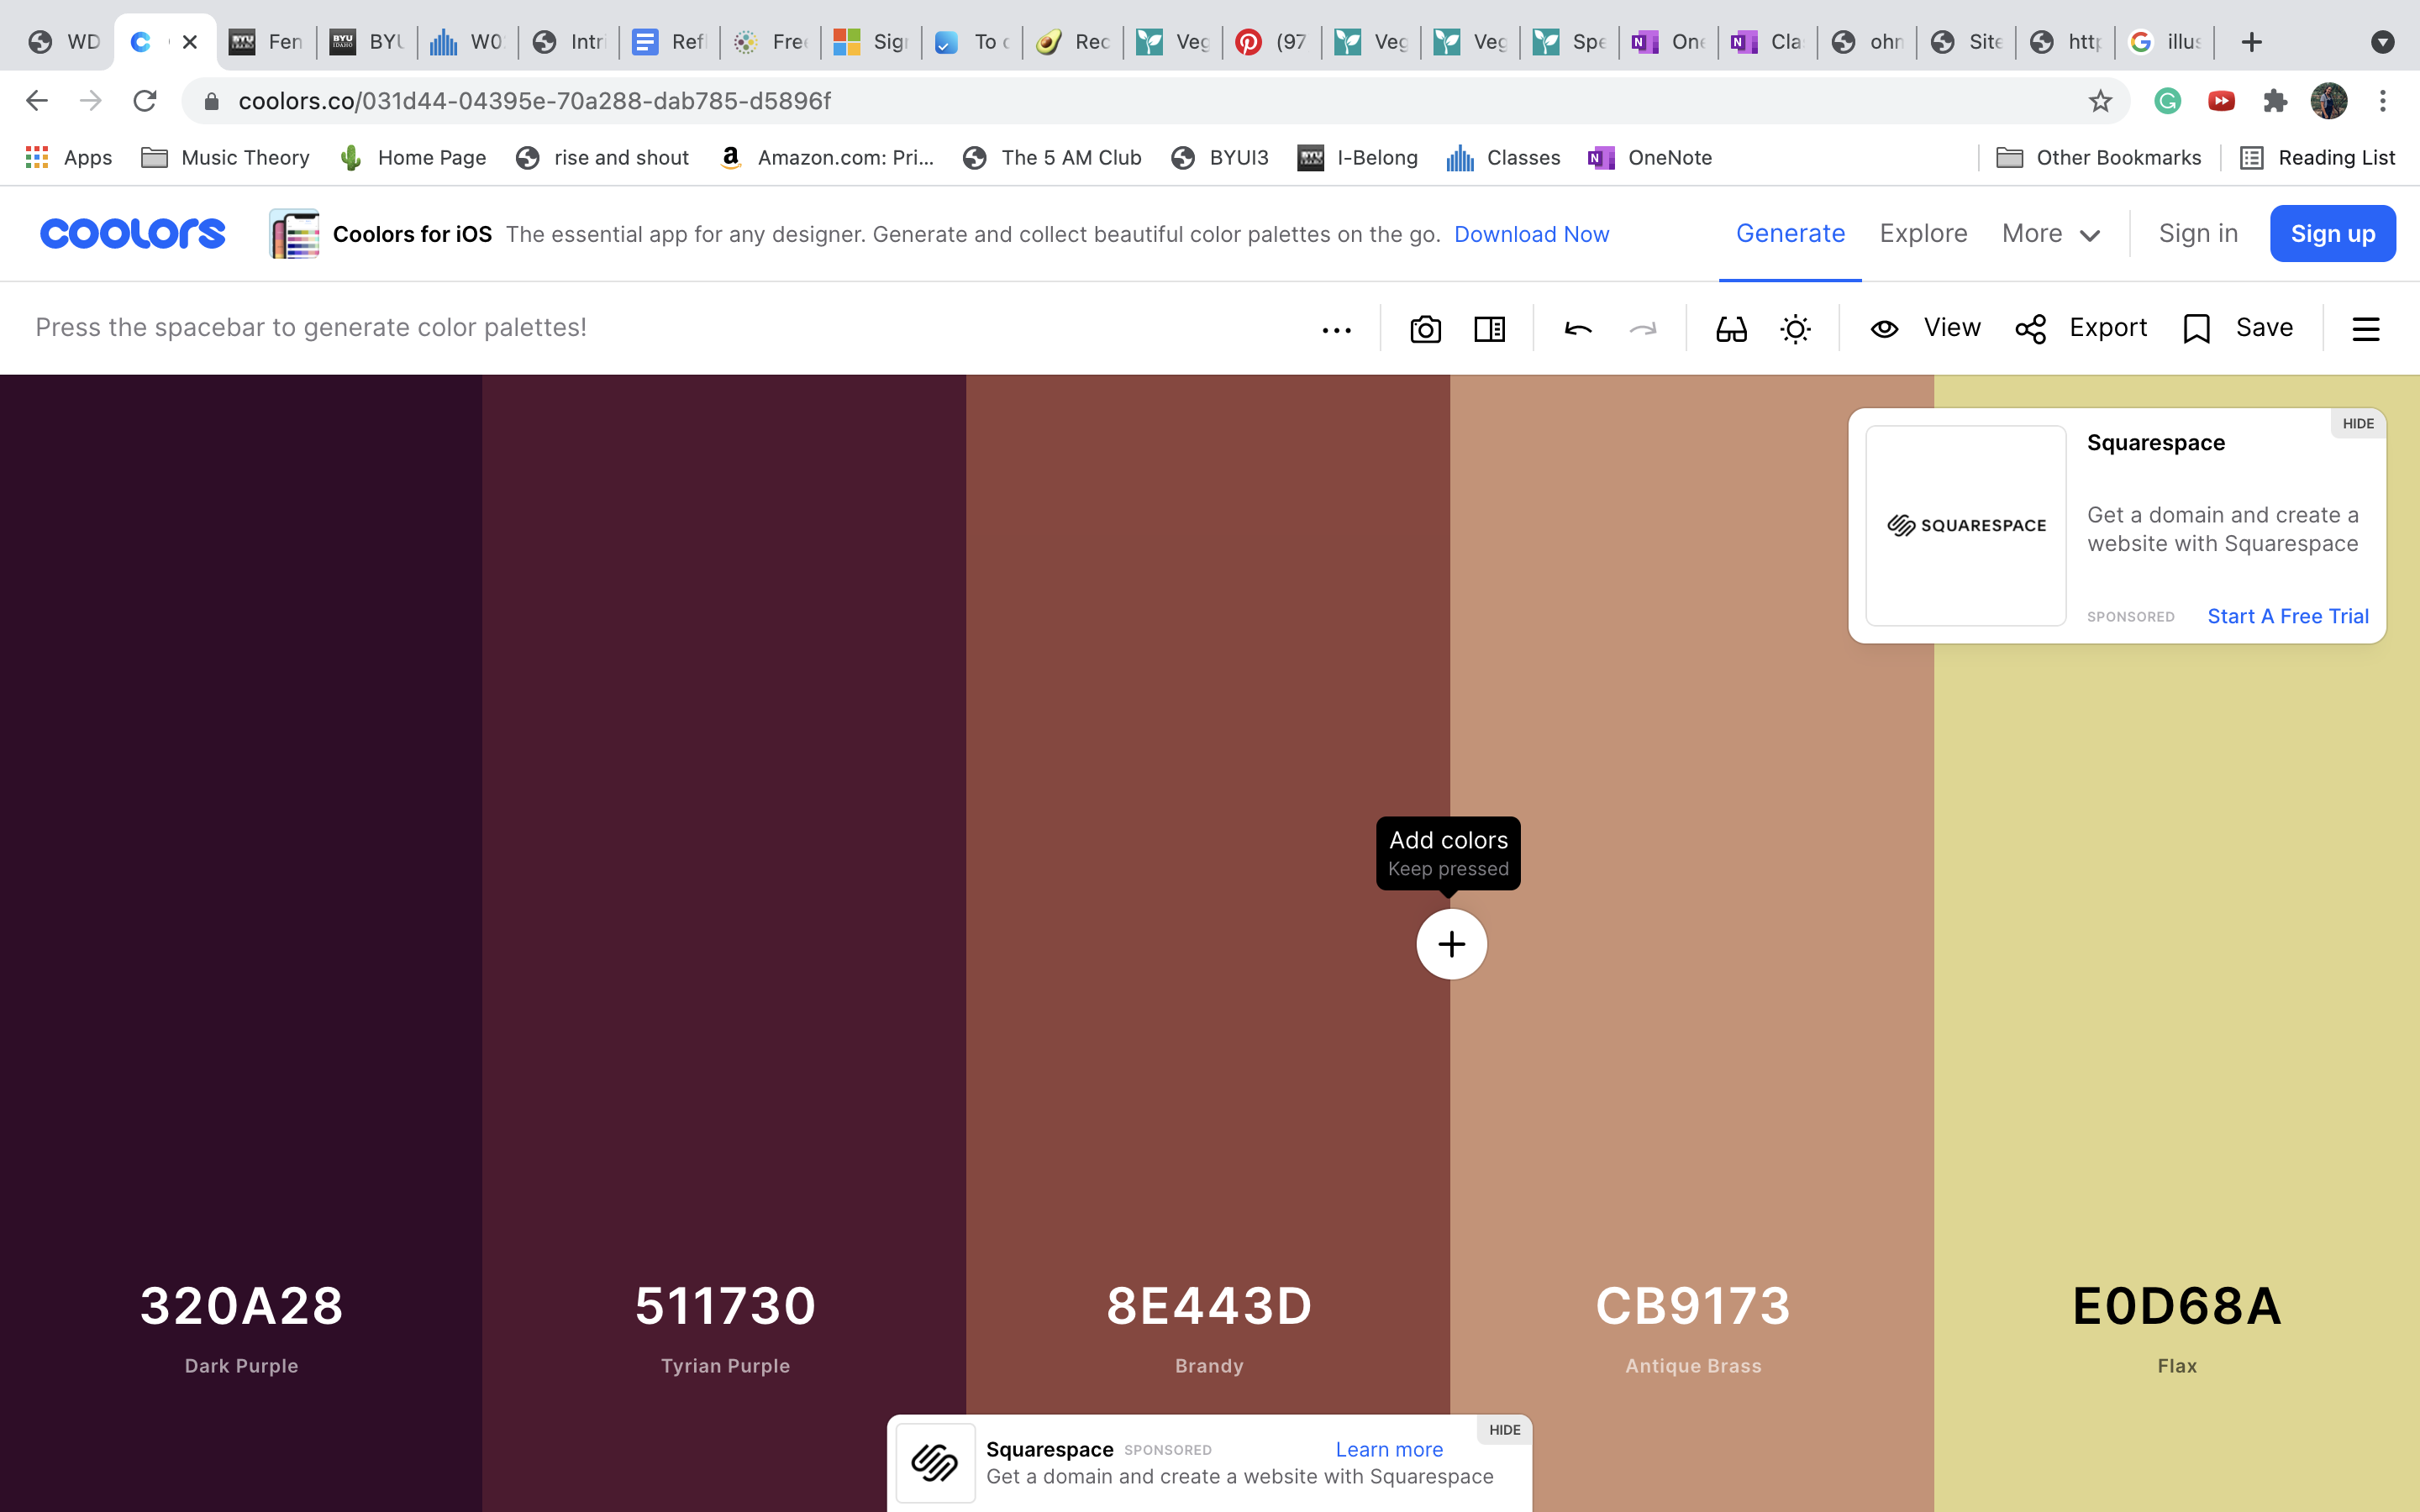 WD
Fen
BYU
W0
Intri
Refl
Free
Sign
To
Rec
Veg
(97
Veg
Veg
Spe
One
Cla
ohn
Site
http
illus
coolors.co/031d44-04395e-70a288-dab785-d5896f
Apps
Music Theory
Home Page
rise and shout
Amazon.com: Pri...
The 5 AM Club
BYUI3
I-Belong
Classes
OneNote
Other Bookmarks
Reading List
coolors
Coolors for iOS The essential app for any designer. Generate and collect beautiful color palettes on the go. Download Now
Generate
Explore
More
Sign in
Sign up
Press the spacebar to generate color palettes!
View
Export
Save
HIDE
Squarespace
SQUARESPACE
Get a domain and create a
website with Squarespace
SPONSORED
Start A Free Trial
Add colors
Keep pressed
320A28
Dark Purple
511730
Tyrian Purple
8E443D
Brandy
CB9173
Antique Brass
E0D68A
Flax
HIDE
Squarespace SPONSORED Learn more
Get a domain and create a website with Squarespace